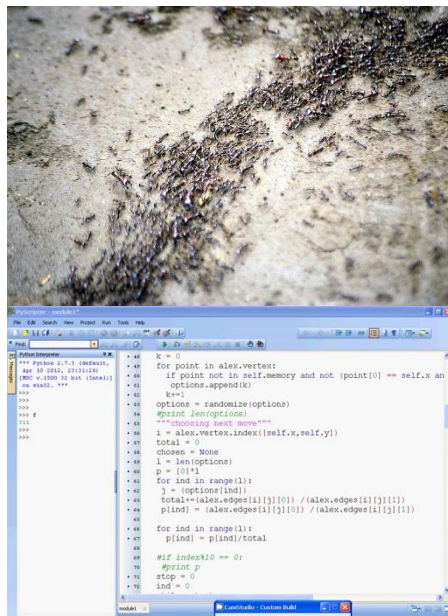 PyScripter - module1
File Edit Search View Project Run Tools Help
Find:
Python Interpreter
Messages
*** Python 2.7.3 (default,
Apr 10 2012, 23:31:26)
[MSC v.1500 32 bit (Intel)]
on win32. ***
>>>
>>>
>>>
>>> f
311
>>>
>>>
k = 0
for point in alex.vertex:
if point not in self.memory and not (point[0] == self.x an
options.append(k)
k+=1
options = randomize(options)
#print len(options)
"""choosing next move"""
i = alex.vertex.index([self.x,self.y])
total = 0
chosen = None
l = len(options)
p = [0]*l
for ind in range(l):
j = (options[ind])
total+=(alex.edges[i][j][0]) /(alex.edges[i][j][1])
p[ind] = (alex.edges[i][j][0]) /(alex.edges[i][j][1])
for ind in range(l):
p[ind] = p[ind]/total
#if index%10 == 0:
#print p
stop = 0
ind = 0
module1
CamStudio - Custom Build